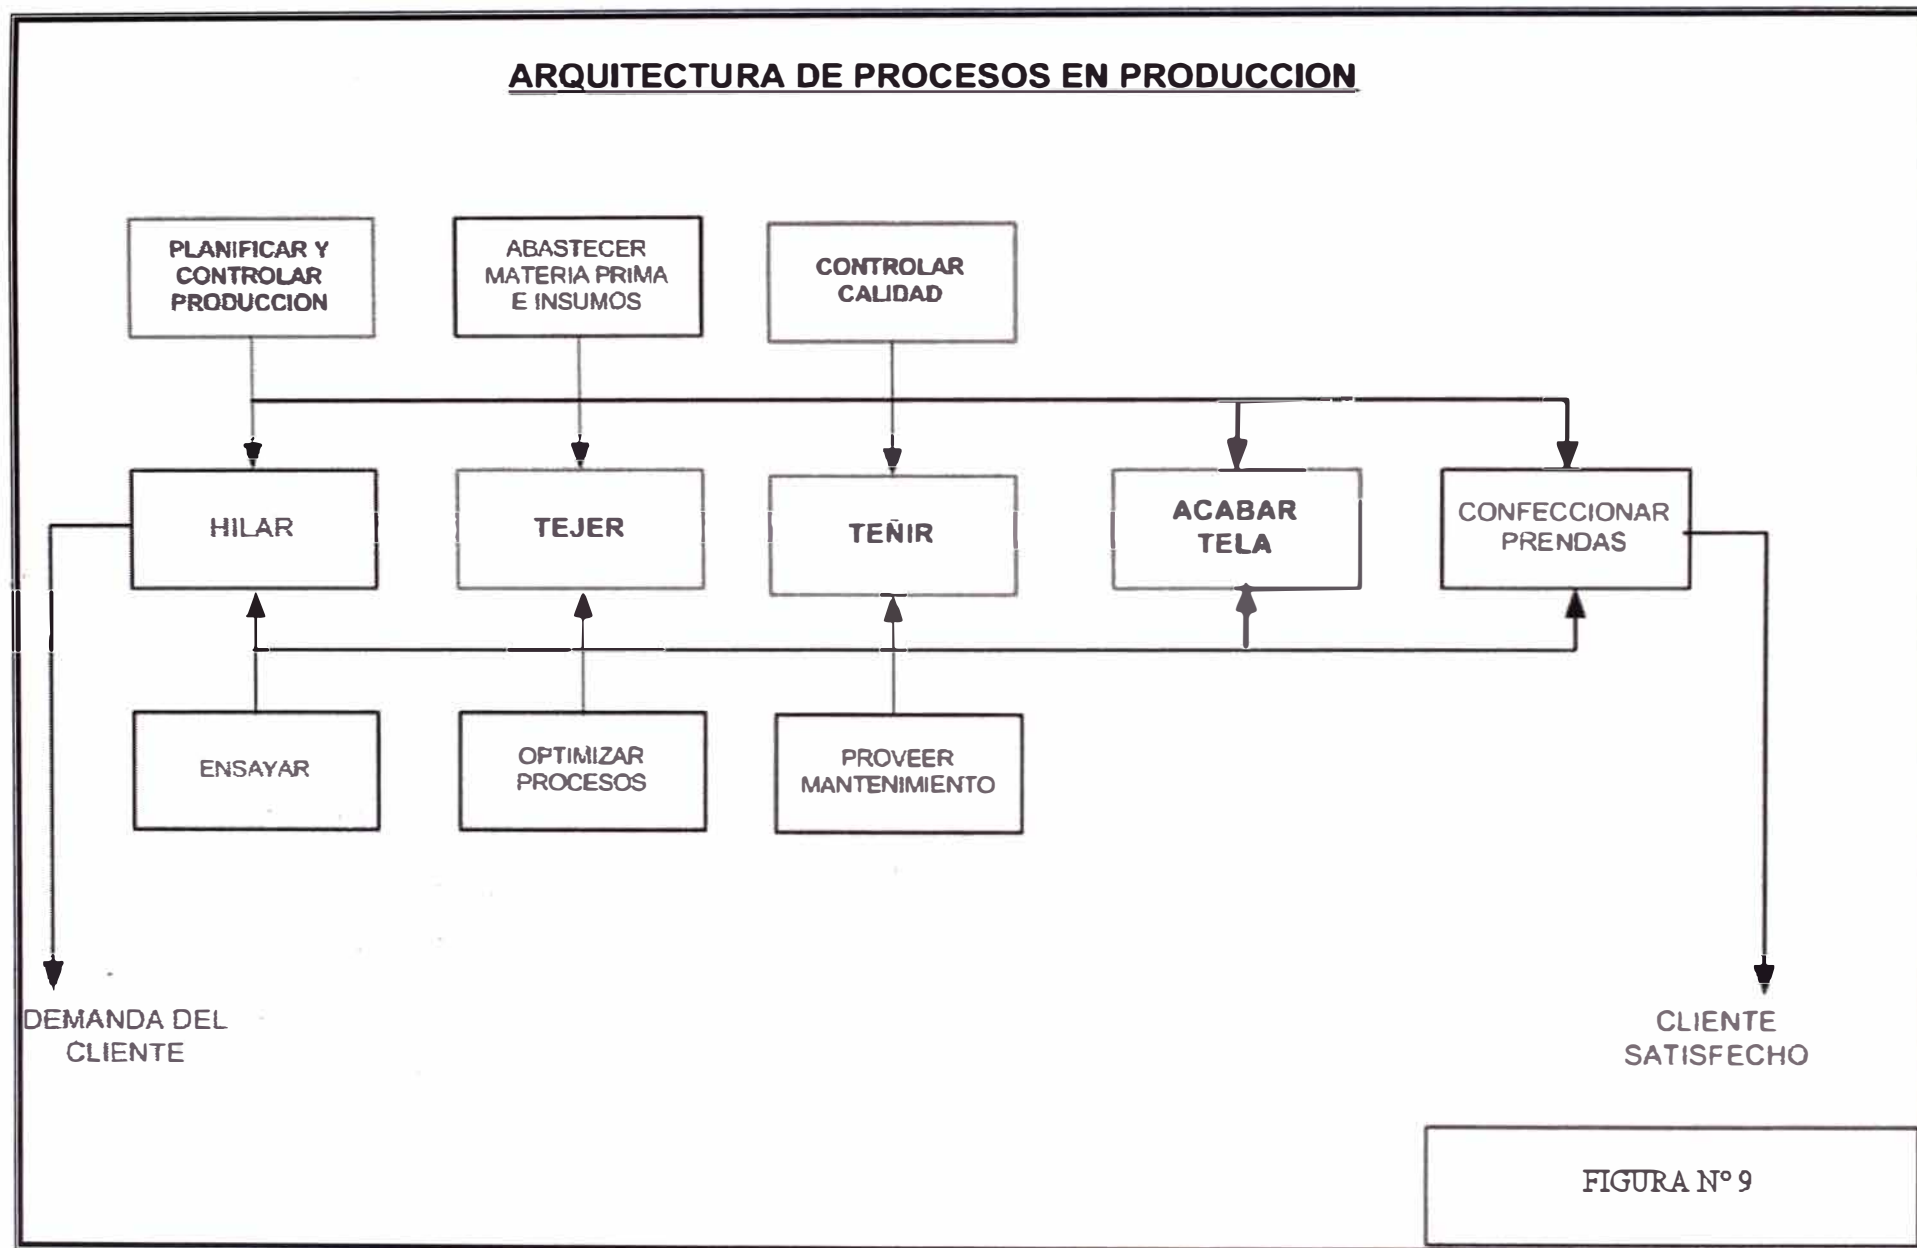 ARQUITECTURA DE PROCESOS EN PRODUCCION
PLANIFICAR Y
CONTROLAR
PRODUCCION
ABASTECER
MATERIA PRIMA
E INSUMOS
CONTROLAR
CALIDAD
HILAR
TEJER
TEÑIR
ACABAR
TELA
CONFECCIONAR
PRENDAS
ENSAYAR
OPTIMIZAR
PROCESOS
PROVEER
MANTENIMIENTO
DEMANDA DEL
CLIENTE
CLIENTE
SATISFECHO
FIGURA Nº 9